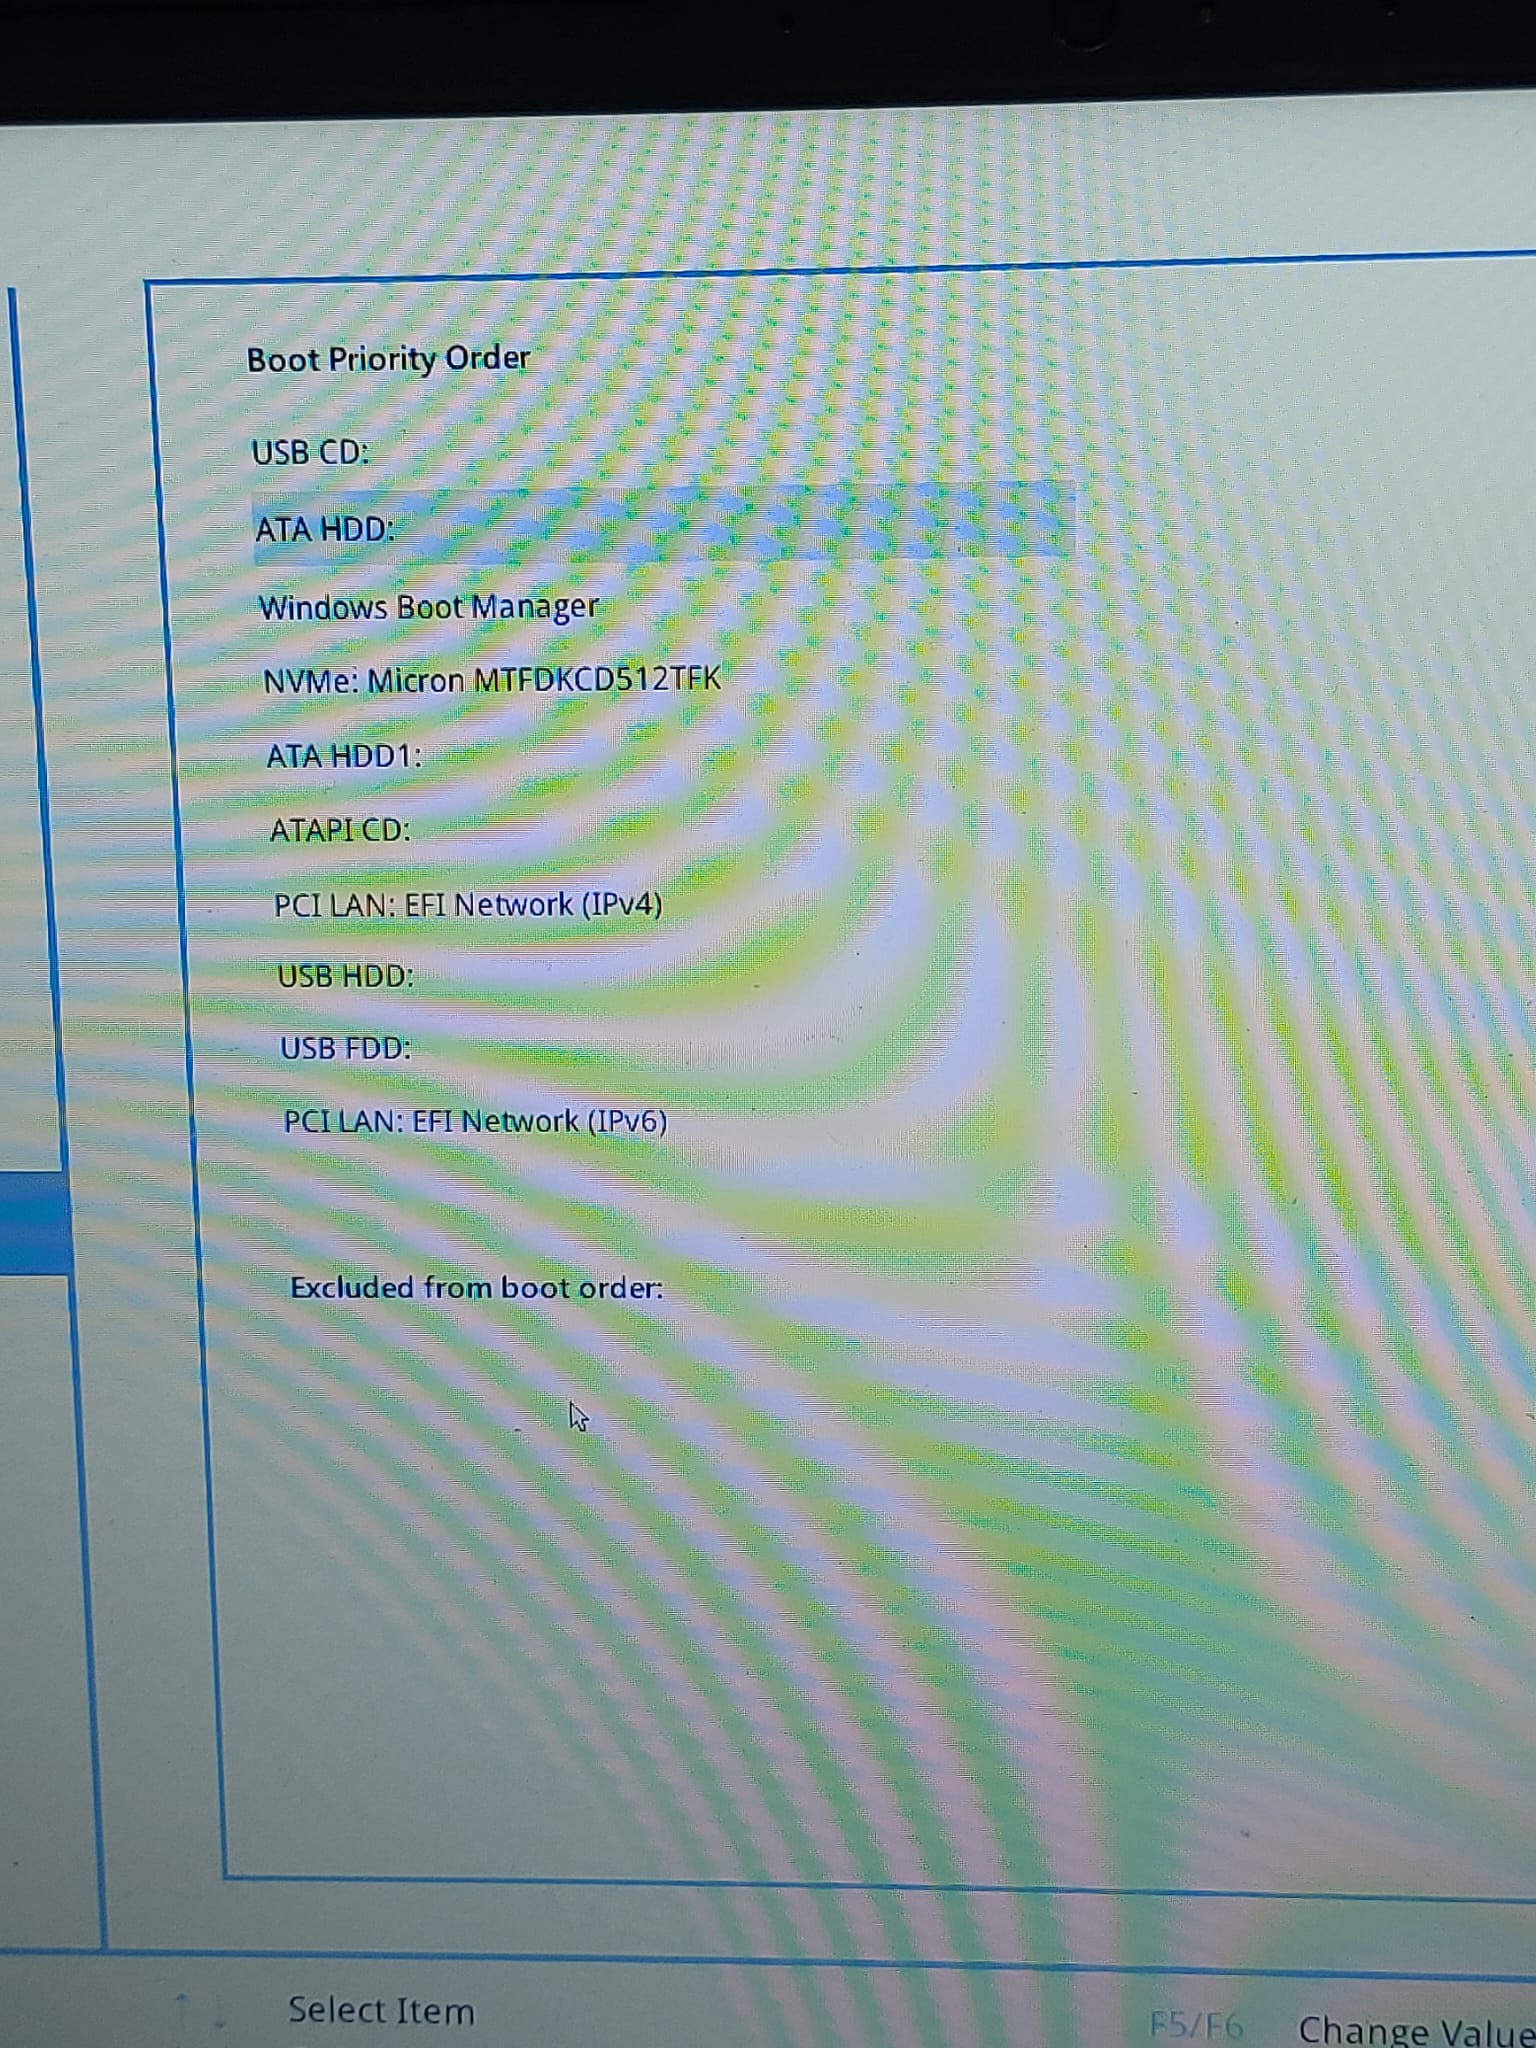 Boot Priority Order
USB CD:
ATA HDD:
Windows Boot Manager
NVMe: Micron MTFDKCD512TFK
ATA HDD1:
ATAPI CD:
PCI LAN: EFI Network (IPv4)
USB HDD:
USB FDD:
PCI LAN: EFI Network (IPv6)
Excluded from boot order:
↑ ↓ Select Item F5/F6 Change Value